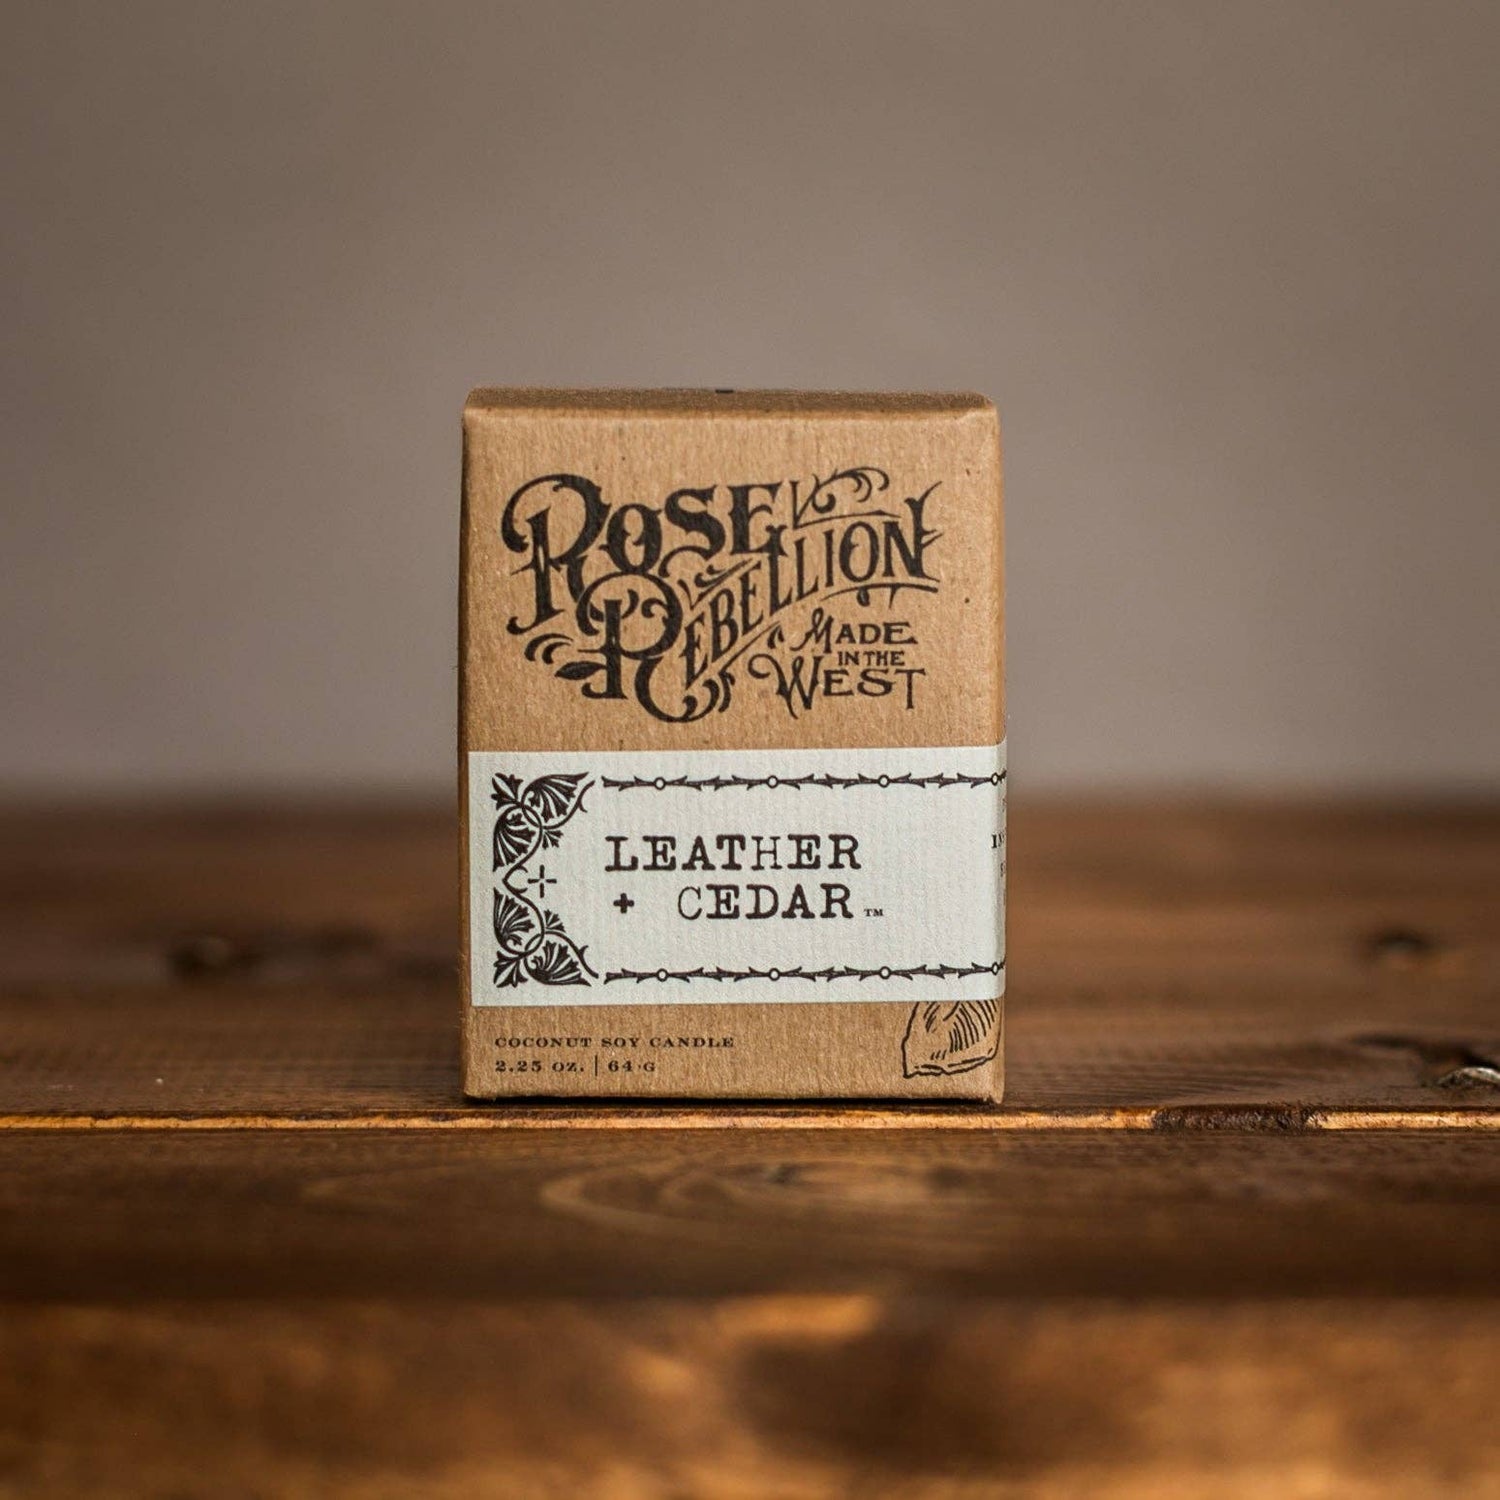 ROSE
REBELLION
MADE
IN THE
WEST
LEATHER
+ CEDAR™
COCONUT SOY CANDLE
2.25 OZ. | 64 G